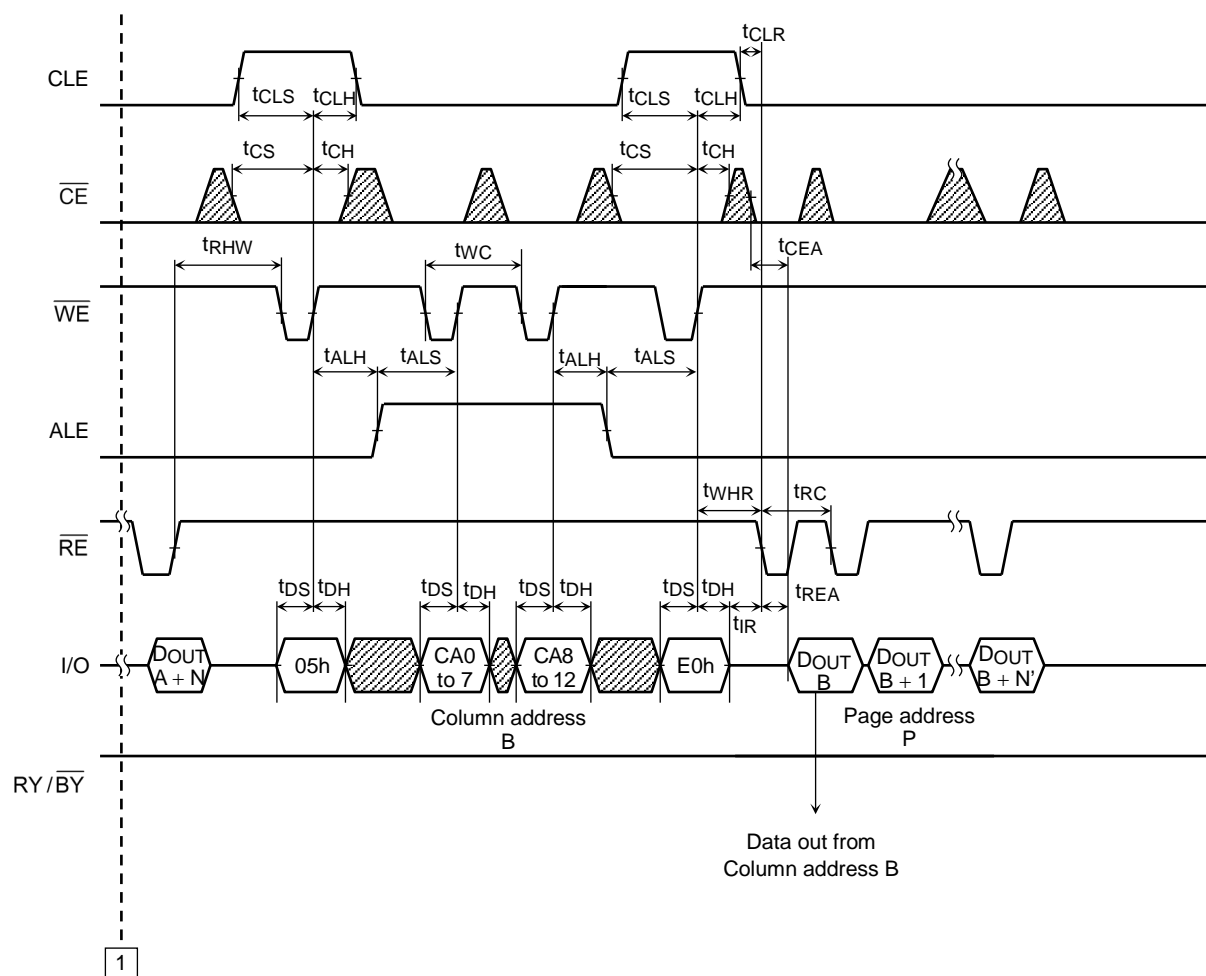 tCLR
CLE
tCLS tCLH tCLS tCLH
tCS tCH tCS tCH
CE
tRHW tWC tCEA
WE
tALH tALS tALH tALS
ALE
tWHR tRC
RE
tDS tDH tDS tDH tDS tDH tDS tDH tREA
tIR
I/O
DOUT
A + N
05h
CA0
to 7
CA8
to 12
E0h
DOUT
B
DOUT
B + 1
DOUT
B + N’
Column address
B
Page address
P
RY/BY
Data out from
Column address B
1